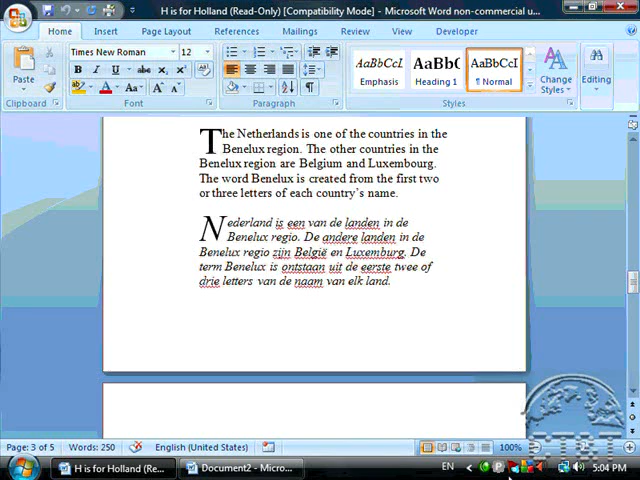 H is for Holland (Read-Only) [Compatibility Mode] - Microsoft Word non-commercial u...
Home Insert Page Layout References Mailings Review View Developer
Times New Roman 12
Paste
AaBbCcL AaBbC AaBbCcI
Emphasis Heading 1 ¶ Normal
Change Styles
Editing
Clipboard Font Paragraph Styles
The Netherlands is one of the countries in the
Benelux region. The other countries in the
Benelux region are Belgium and Luxembourg.
The word Benelux is created from the first two
or three letters of each country’s name.
Nederland is een van de landen in de
Benelux regio. De andere landen in de
Benelux regio zijn België en Luxemburg. De
term Benelux is ontstaan uit de eerste twee of
drie letters van de naam van elk land.
Page: 3 of 5 Words: 250 English (United States) 100%
H is for Holland (Rea... Document2 - Micro... EN 5:04 PM